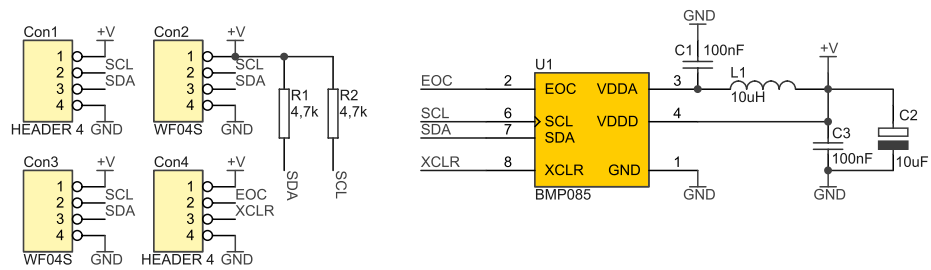 Con1
+V
1
SCL
2
SDA
3
4
HEADER 4
GND
Con2
+V
1
SCL
2
SDA
3
4
WF04S
GND
R1
4,7k
R2
4,7k
SDA
SCL
Con3
+V
1
SCL
2
SDA
3
4
WF04S
GND
Con4
+V
1
EOC
2
XCLR
3
4
HEADER 4
GND
GND
C1
100nF
U1
EOC
2
EOC
VDDA
3
L1
10uH
+V
SCL
6
SCL
VDDD
4
SDA
7
SDA
XCLR
8
XCLR
GND
1
GND
BMP085
C3
100nF
GND
C2
10uF